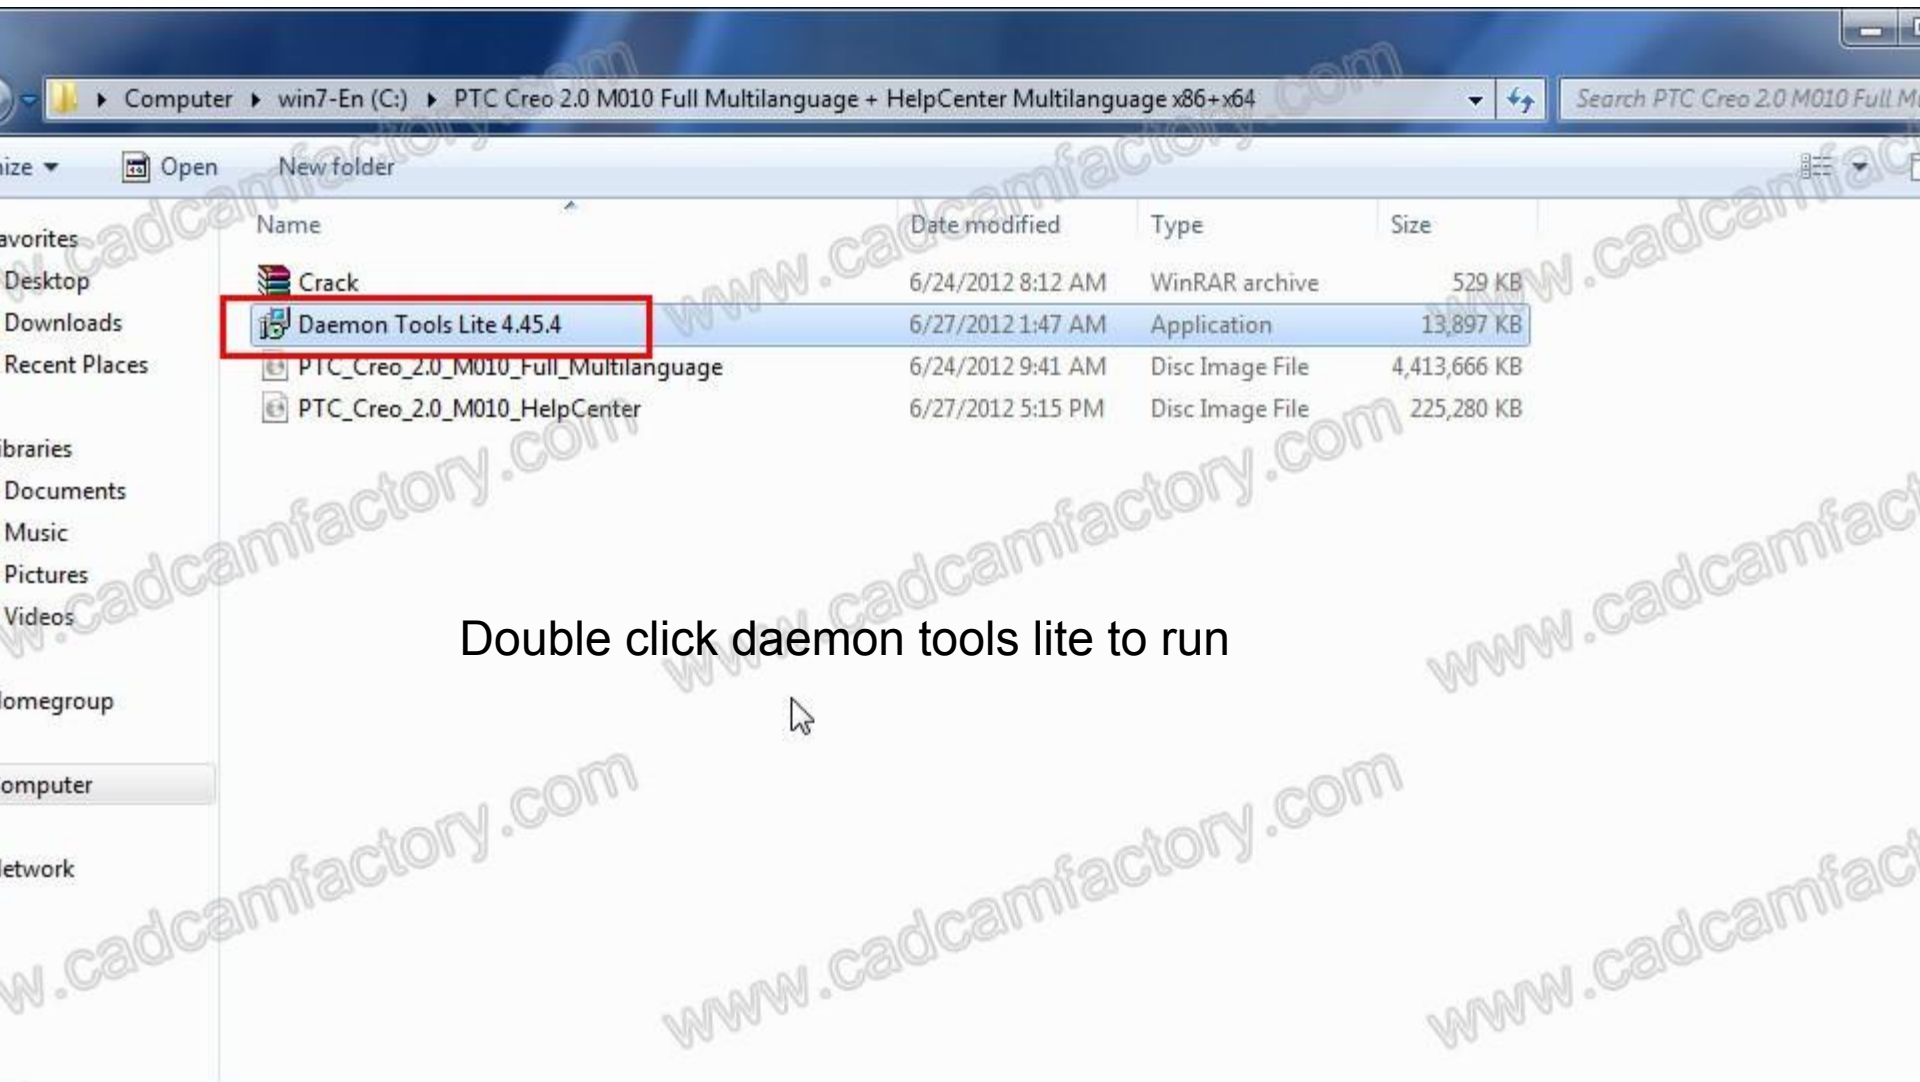 Computer ▸ win7-En (C:) ▸ PTC Creo 2.0 M010 Full Multilanguage + HelpCenter Multilanguage x86+x64
Search PTC Creo 2.0 M010 Full
Open New folder
Name Date modified Type Size
Crack 6/24/2012 8:12 AM WinRAR archive 529 KB
Daemon Tools Lite 4.45.4 6/27/2012 1:47 AM Application 13,897 KB
PTC_Creo_2.0_M010_Full_Multilanguage 6/24/2012 9:41 AM Disc Image File 4,413,666 KB
PTC_Creo_2.0_M010_HelpCenter 6/27/2012 5:15 PM Disc Image File 225,280 KB
avorites
Desktop
Downloads
Recent Places
ibraries
Documents
Music
Pictures
Videos
omegroup
omputer
etwork
Double click daemon tools lite to run
www.cadcamfactory.com